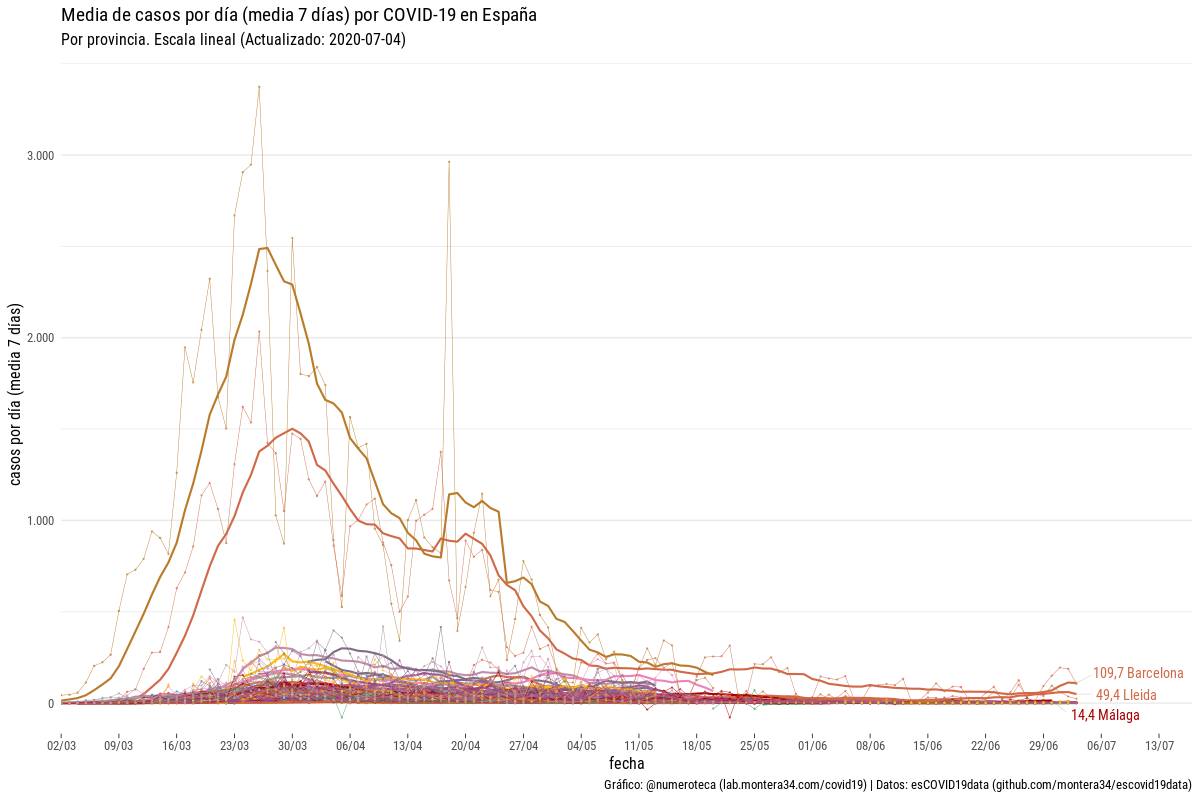 Media de casos por día (media 7 días) por COVID-19 en España
Por provincia. Escala lineal (Actualizado: 2020-07-04)
casos por día (media 7 días)
3.000
2.000
1.000
0
109,7 Barcelona
49,4 Lleida
14,4 Málaga
02/03 09/03 16/03 23/03 30/03 06/04 13/04 20/04 27/04 04/05 11/05 18/05 25/05 01/06 08/06 15/06 22/06 29/06 06/07 13/07
fecha
Gráfico: @numeroteca (lab.montera34.com/covid19) | Datos: esCOVID19data (github.com/montera34/escovid19data)